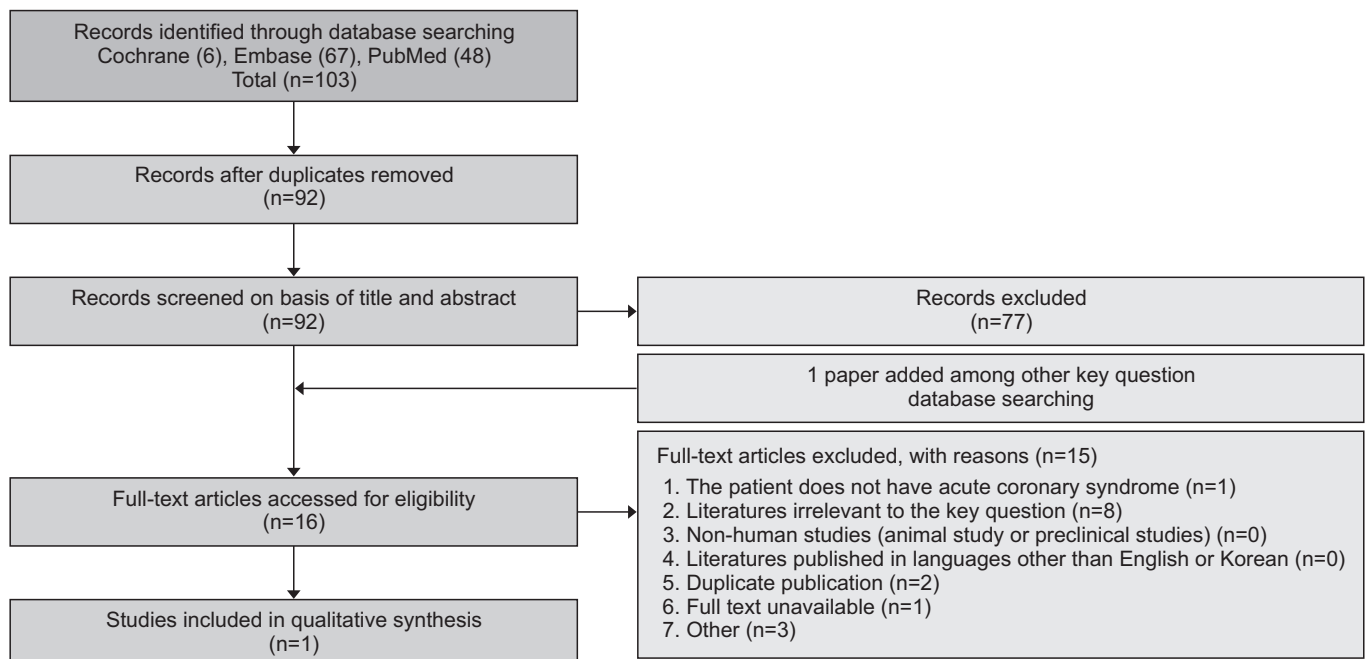 Records identified through database searching
Cochrane (6), Embase (67), PubMed (48)
Total (n=103)
Records after duplicates removed
(n=92)
Records screened on basis of title and abstract
(n=92)
Records excluded
(n=77)
1 paper added among other key question
database searching
Full-text articles accessed for eligibility
(n=16)
Full-text articles excluded, with reasons (n=15)
1. The patient does not have acute coronary syndrome (n=1)
2. Literatures irrelevant to the key question (n=8)
3. Non-human studies (animal study or preclinical studies) (n=0)
4. Literatures published in languages other than English or Korean (n=0)
5. Duplicate publication (n=2)
6. Full text unavailable (n=1)
7. Other (n=3)
Studies included in qualitative synthesis
(n=1)